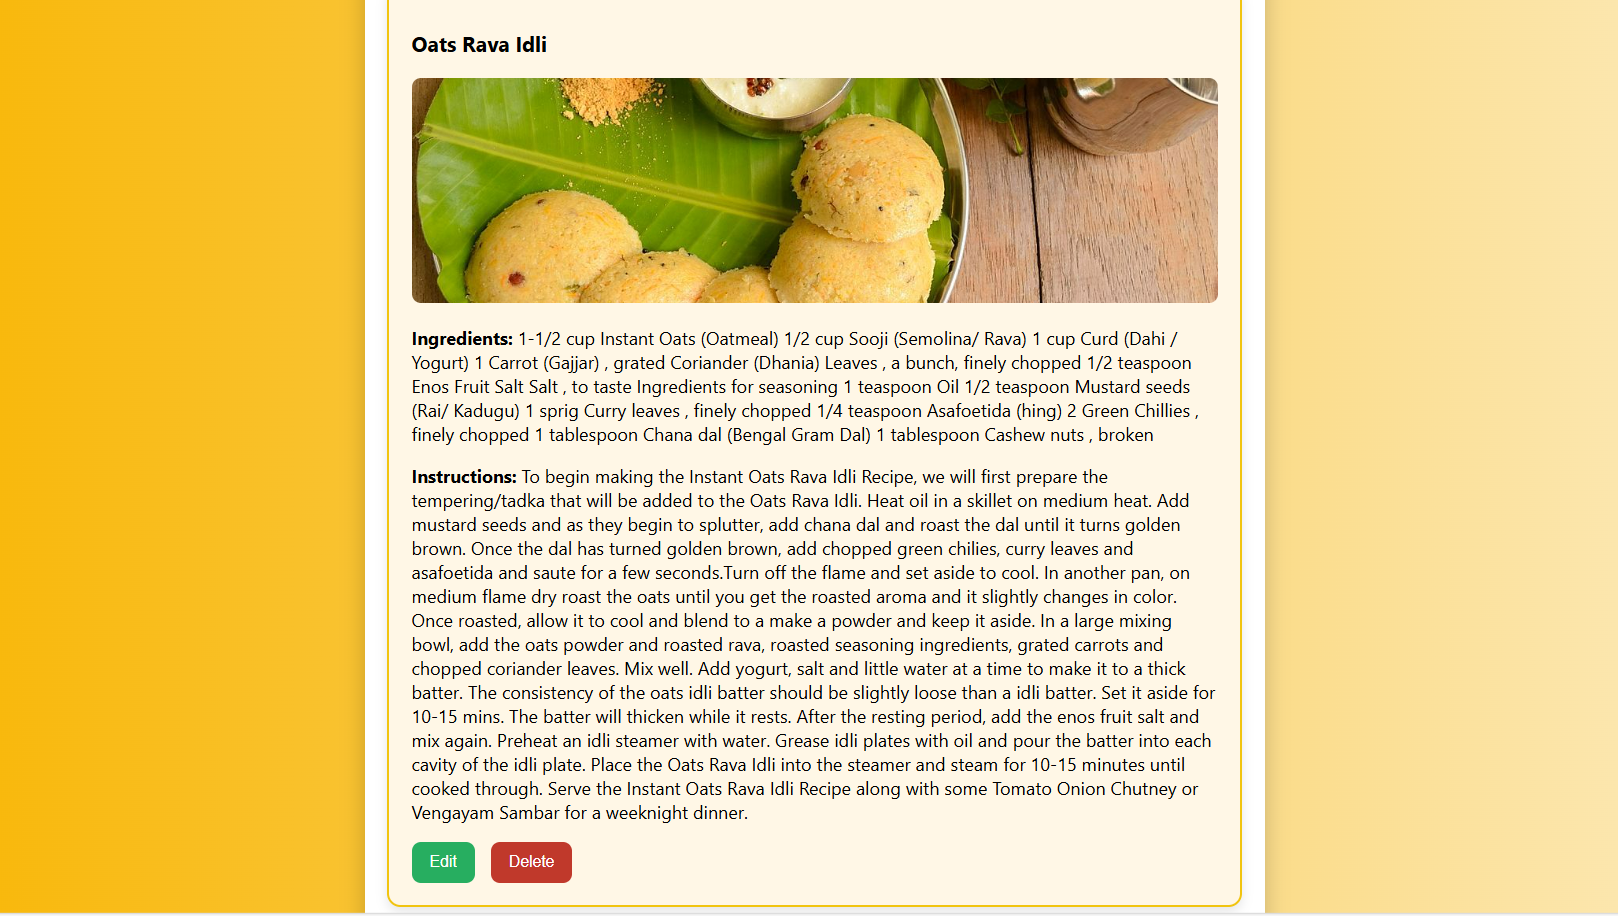 Oats Rava Idli
Ingredients: 1-1/2 cup Instant Oats (Oatmeal) 1/2 cup Sooji (Semolina/ Rava) 1 cup Curd (Dahi /
Yogurt) 1 Carrot (Gajjar) , grated Coriander (Dhania) Leaves , a bunch, finely chopped 1/2 teaspoon
Enos Fruit Salt Salt , to taste Ingredients for seasoning 1 teaspoon Oil 1/2 teaspoon Mustard seeds
(Rai/ Kadugu) 1 sprig Curry leaves , finely chopped 1/4 teaspoon Asafoetida (hing) 2 Green Chillies ,
finely chopped 1 tablespoon Chana dal (Bengal Gram Dal) 1 tablespoon Cashew nuts , broken
Instructions: To begin making the Instant Oats Rava Idli Recipe, we will first prepare the
tempering/tadka that will be added to the Oats Rava Idli. Heat oil in a skillet on medium heat. Add
mustard seeds and as they begin to splutter, add chana dal and roast the dal until it turns golden
brown. Once the dal has turned golden brown, add chopped green chilies, curry leaves and
asafoetida and saute for a few seconds.Turn off the flame and set aside to cool. In another pan, on
medium flame dry roast the oats until you get the roasted aroma and it slightly changes in color.
Once roasted, allow it to cool and blend to a make a powder and keep it aside. In a large mixing
bowl, add the oats powder and roasted rava, roasted seasoning ingredients, grated carrots and
chopped coriander leaves. Mix well. Add yogurt, salt and little water at a time to make it to a thick
batter. The consistency of the oats idli batter should be slightly loose than a idli batter. Set it aside for
10-15 mins. The batter will thicken while it rests. After the resting period, add the enos fruit salt and
mix again. Preheat an idli steamer with water. Grease idli plates with oil and pour the batter into each
cavity of the idli plate. Place the Oats Rava Idli into the steamer and steam for 10-15 minutes until
cooked through. Serve the Instant Oats Rava Idli Recipe along with some Tomato Onion Chutney or
Vengayam Sambar for a weeknight dinner.
Edit Delete